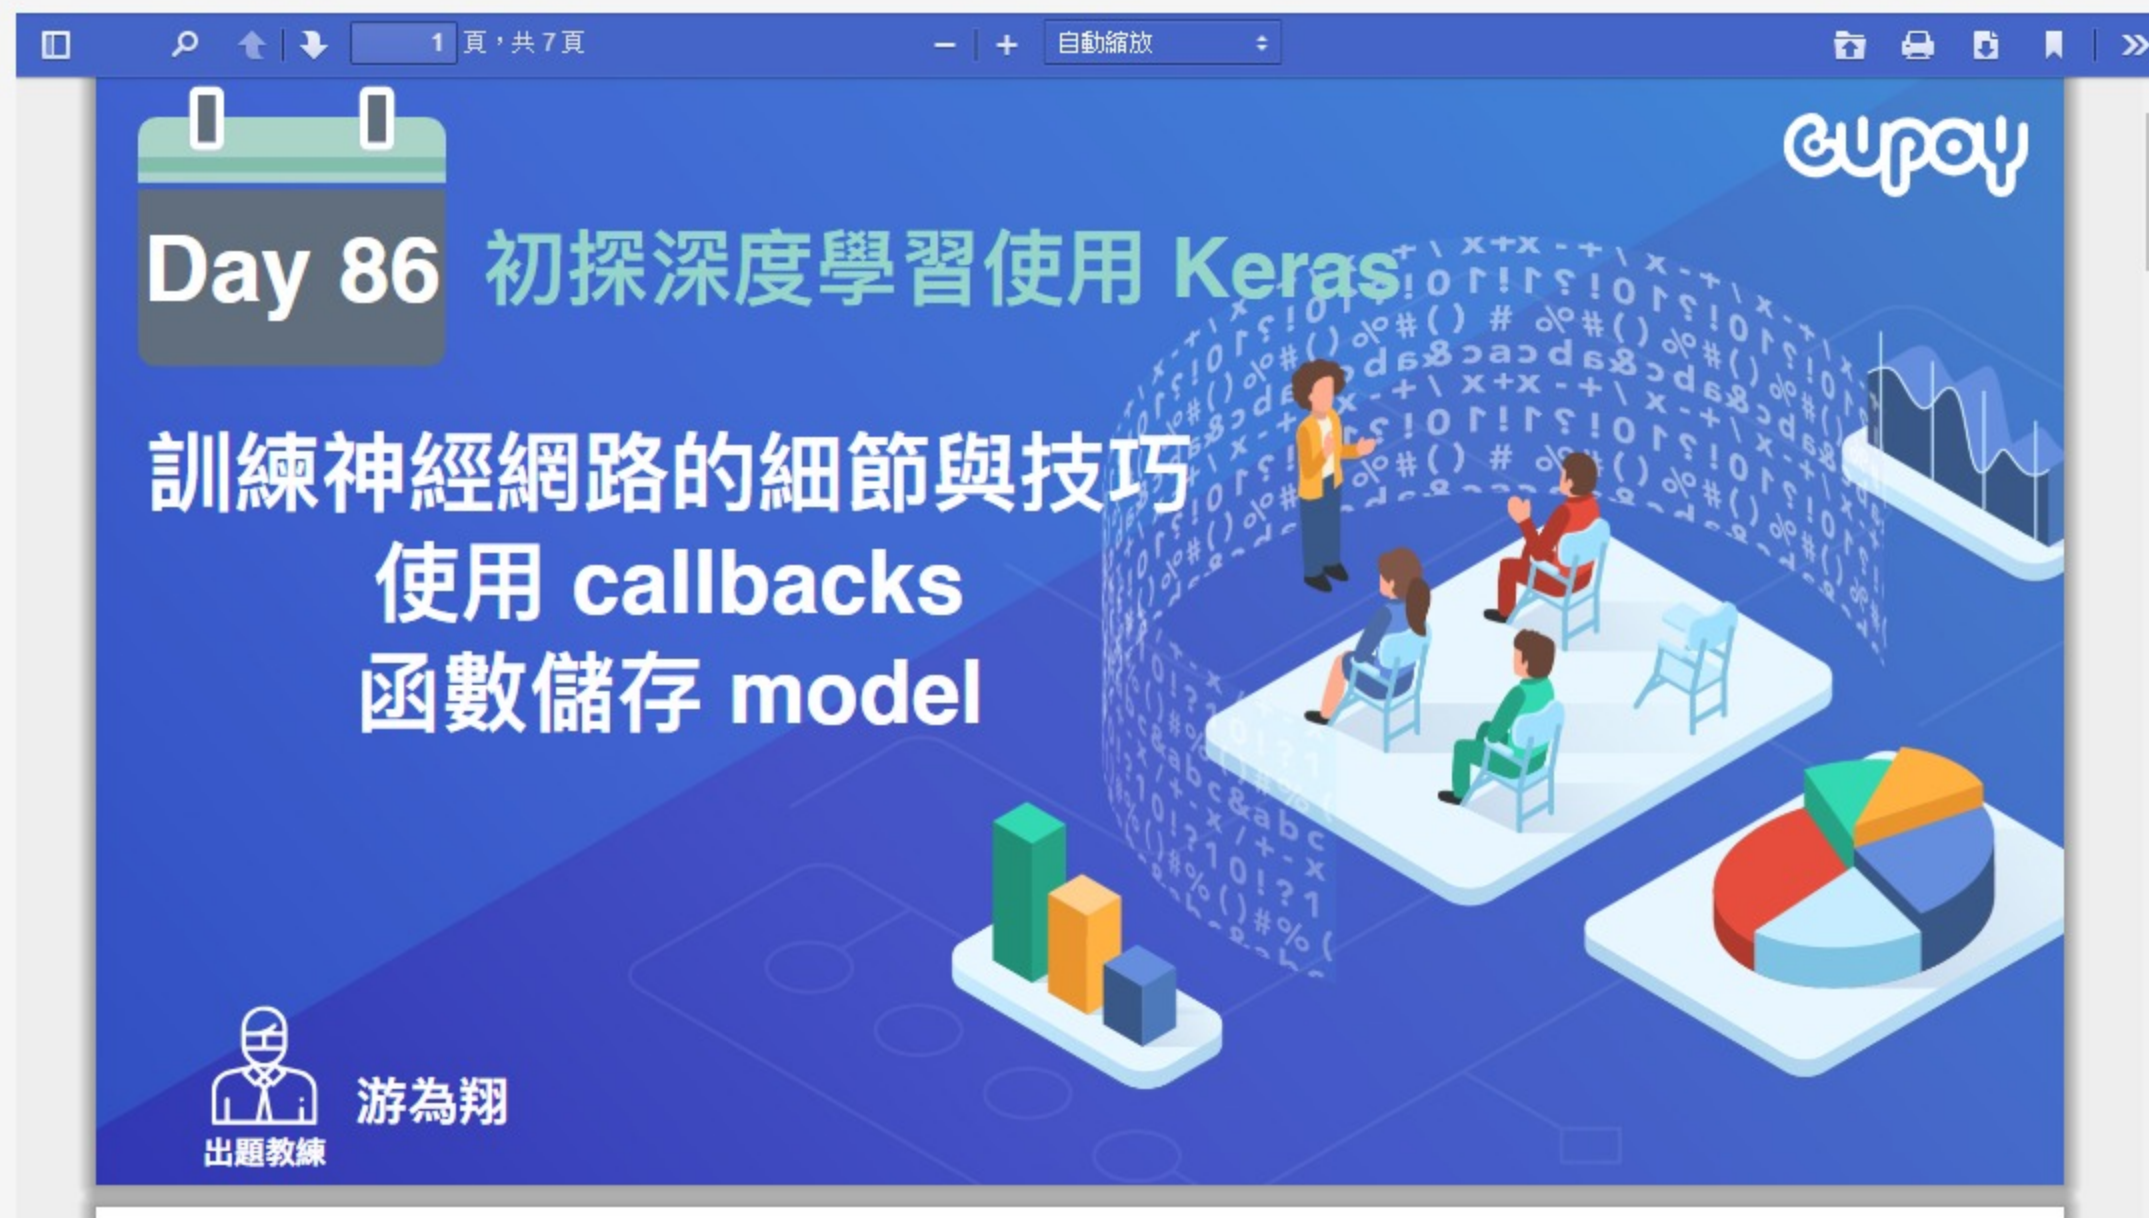 1 頁，共 7 頁
自動縮放
cupoy
Day 86
初探深度學習使用 Keras
訓練神經網路的細節與技巧
使用 callbacks
函數儲存 model
游為翔
出題教練